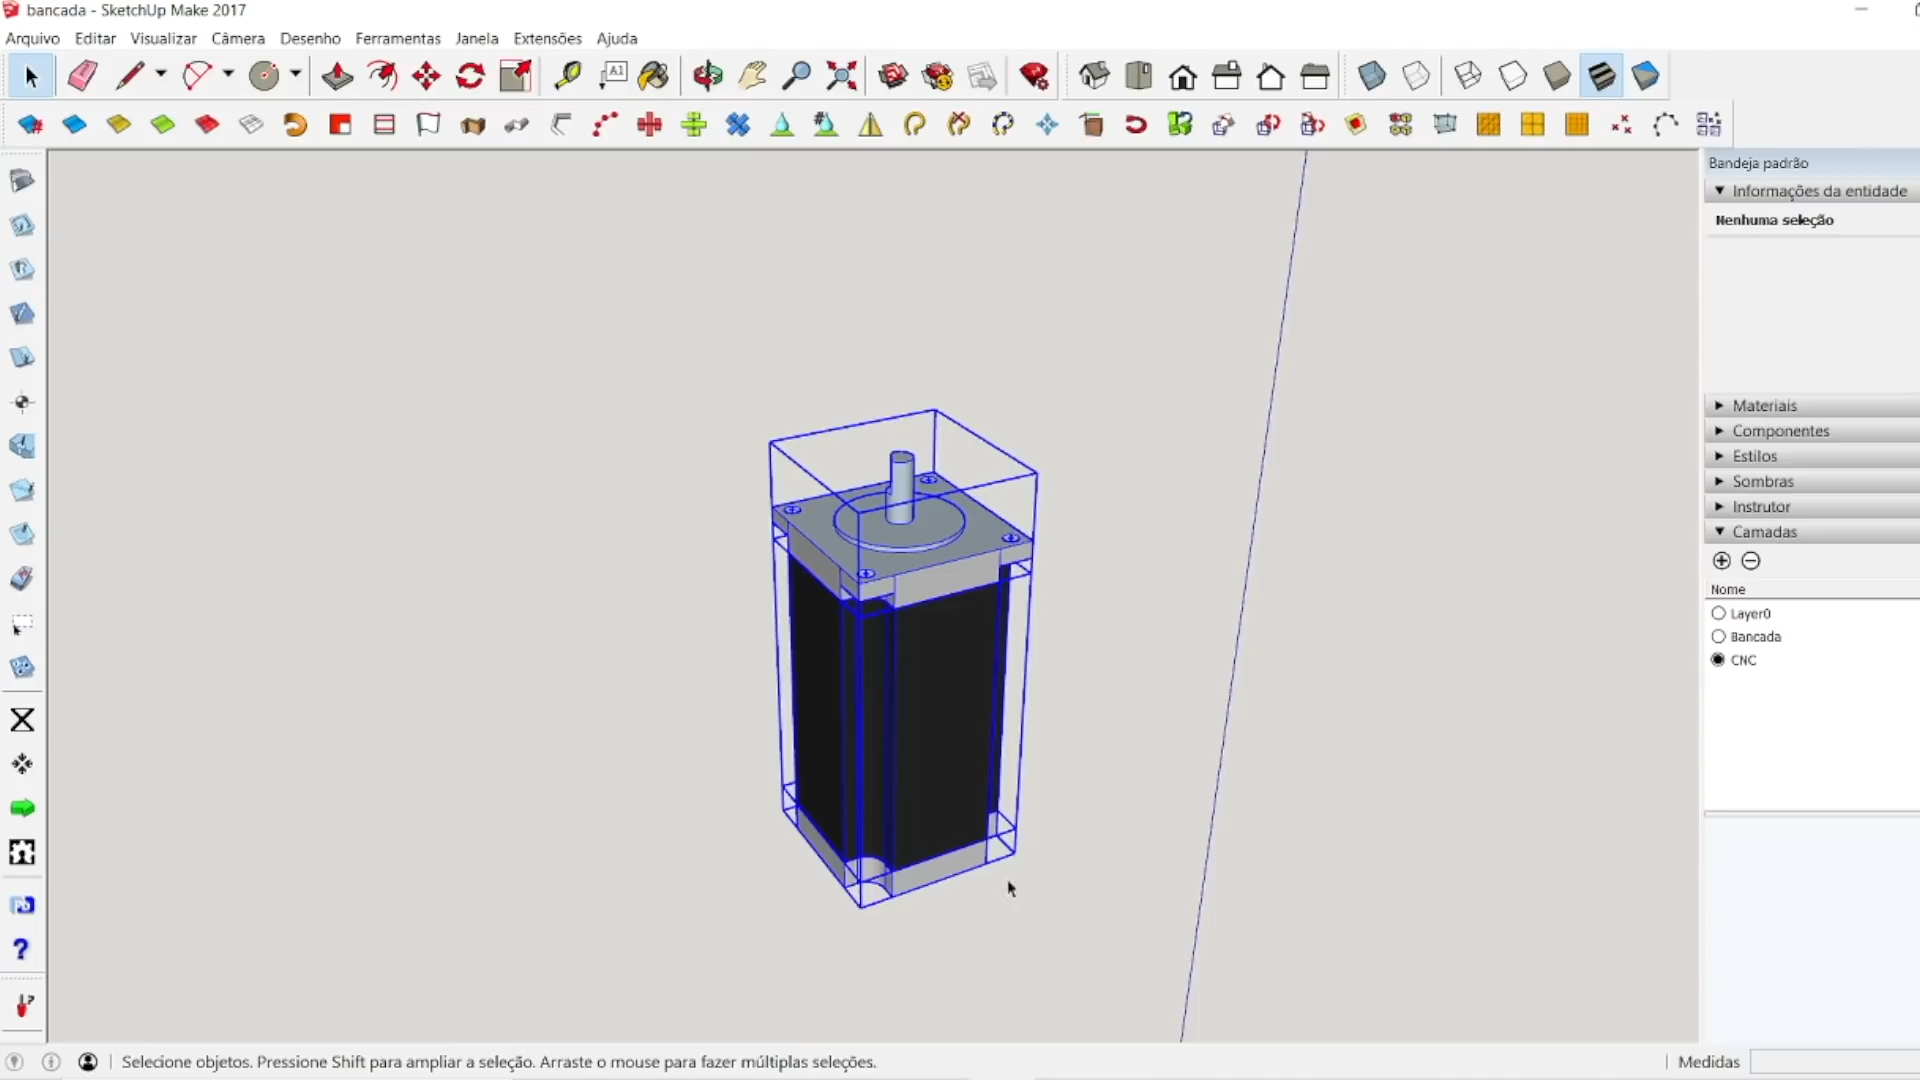 bancada - SketchUp Make 2017
Arquivo Editar Visualizar Câmera Desenho Ferramentas Janela Extensões Ajuda
A1
Bandeja padrão
Informações da entidade
Nenhuma seleção
Materiais
Componentes
Estilos
Sombras
Instrutor
Camadas
Nome
Layer0
Bancada
CNC
?
Selecione objetos. Pressione Shift para ampliar a seleção. Arraste o mouse para fazer múltiplas seleções.
Medidas